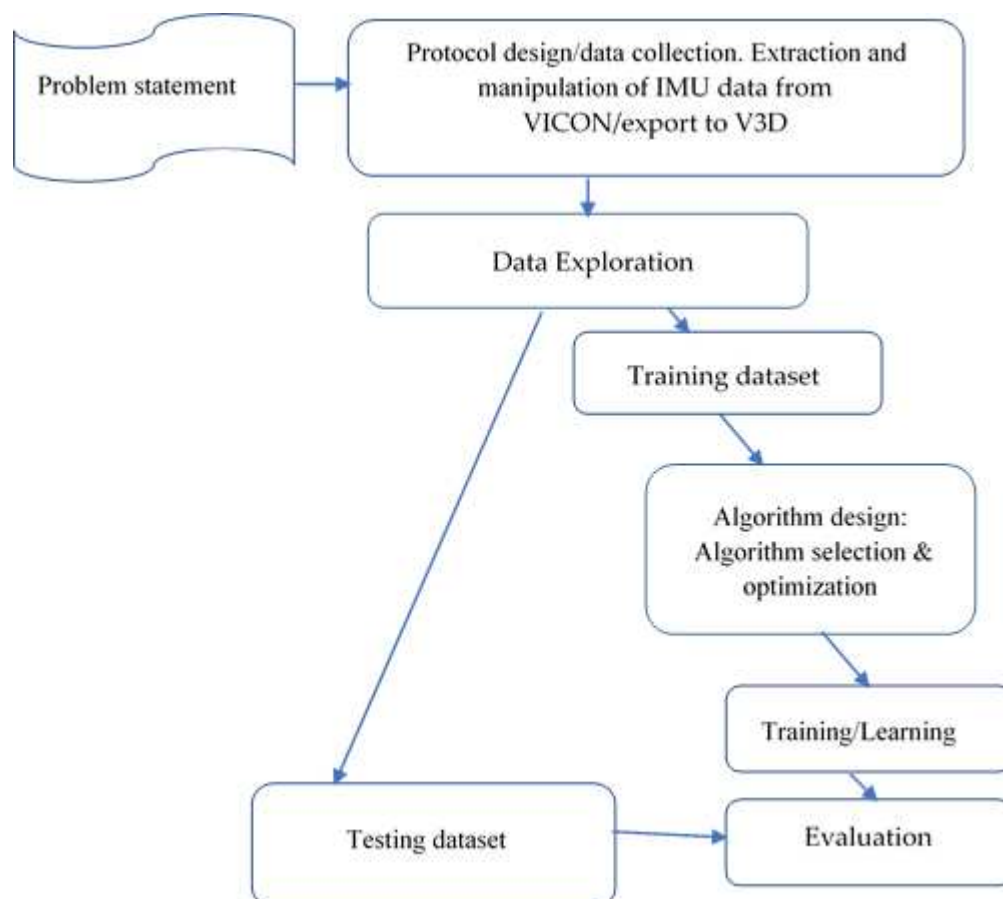 Problem statement
Protocol design/data collection. Extraction and
manipulation of IMU data from
VICON/export to V3D
Data Exploration
Training dataset
Algorithm design:
Algorithm selection &
optimization
Training/Learning
Testing dataset
Evaluation